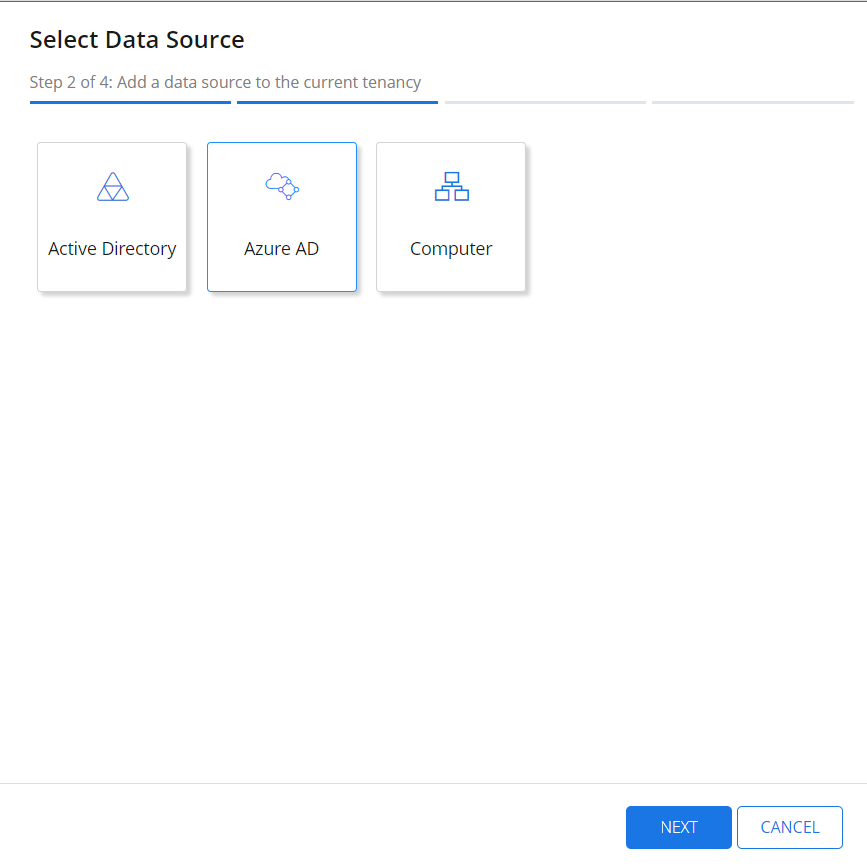 Select Data Source
Step 2 of 4: Add a data source to the current tenancy
Active Directory
Azure AD
Computer
NEXT
CANCEL